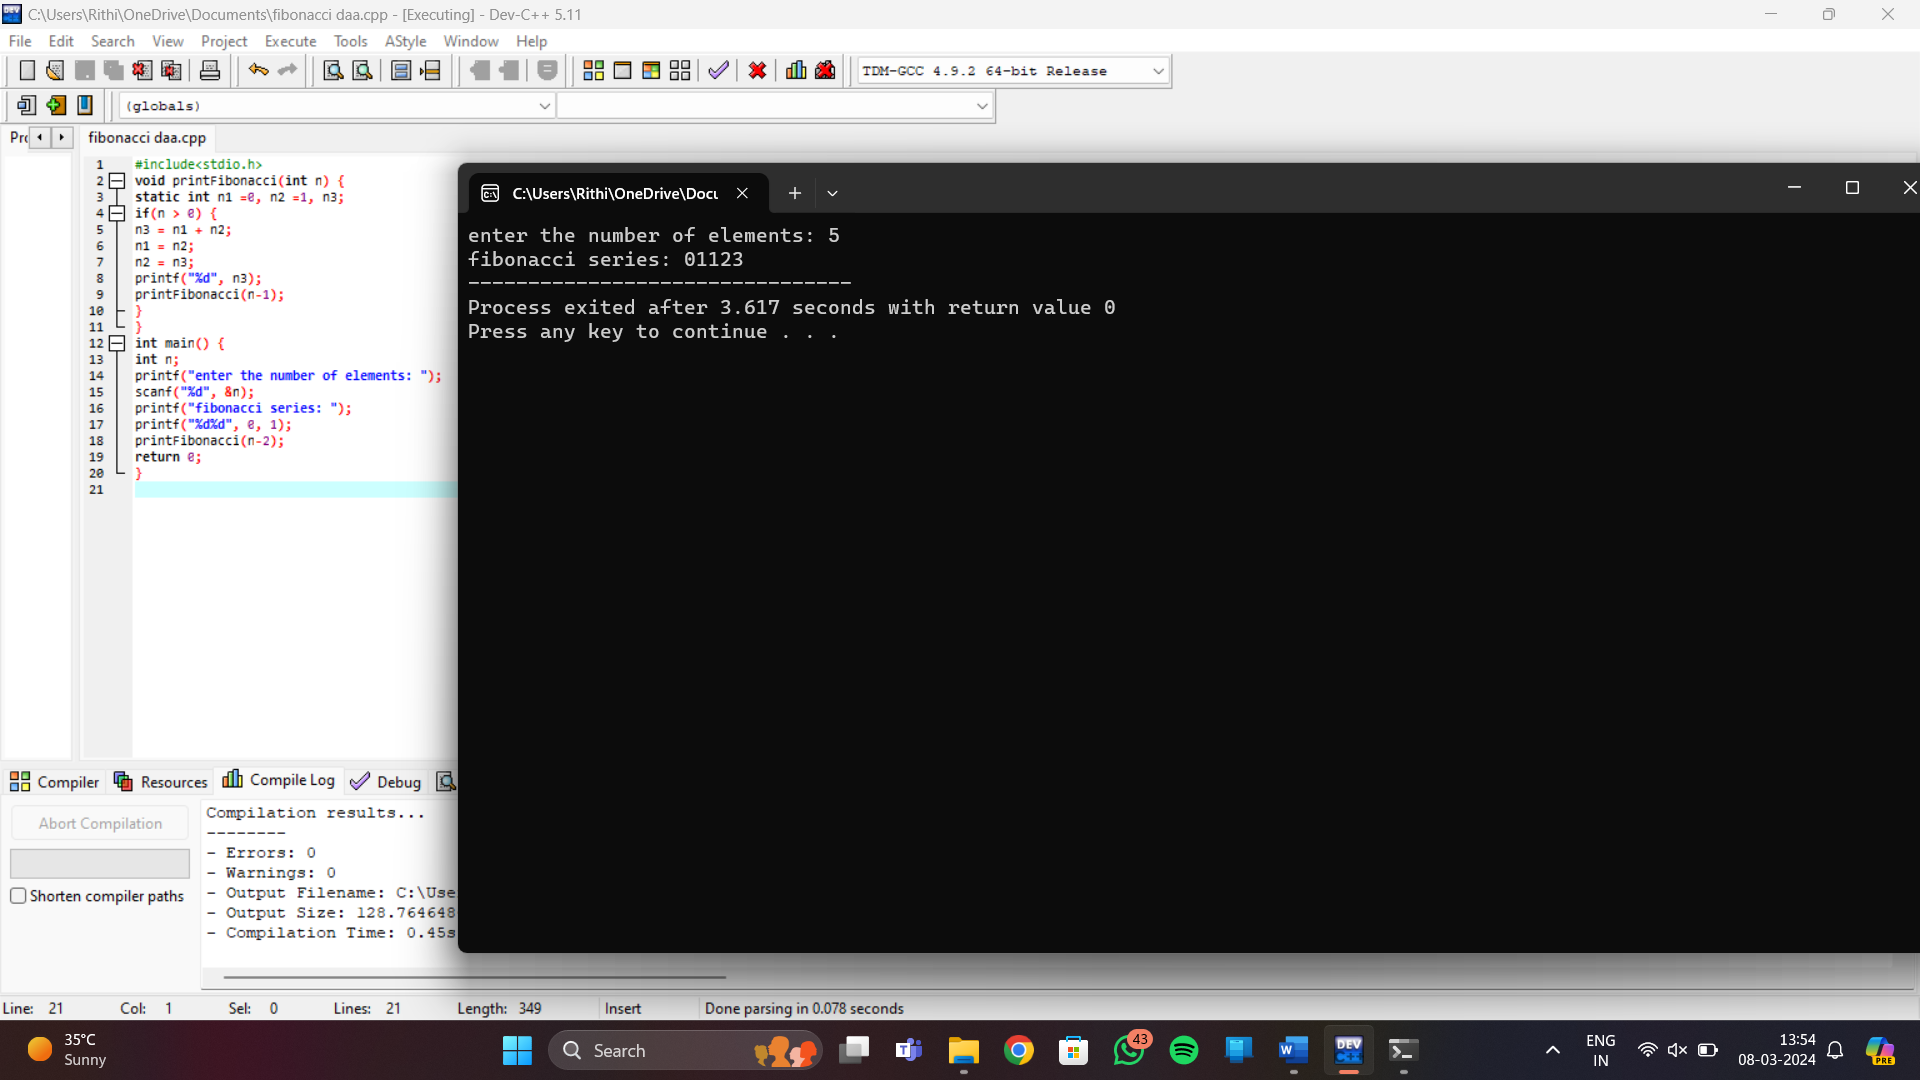 C:\Users\Rithi\OneDrive\Documents\fibonacci daa.cpp - [Executing] - Dev-C++ 5.11
File Edit Search View Project Execute Tools AStyle Window Help
TDM-GCC 4.9.2 64-bit Release
(globals)
fibonacci daa.cpp
1 #include<stdio.h>
2 void printFibonacci(int n) {
3 static int n1 =0, n2 =1, n3;
4 if(n > 0) {
5 n3 = n1 + n2;
6 n1 = n2;
7 n2 = n3;
8 printf("%d", n3);
9 printFibonacci(n-1);
10 }
11 }
12 int main() {
13 int n;
14 printf("enter the number of elements: ");
15 scanf("%d", &n);
16 printf("fibonacci series: ");
17 printf("%d%d", 0, 1);
18 printFibonacci(n-2);
19 return 0;
20 }
21
C:\Users\Rithi\OneDrive\Docu
enter the number of elements: 5
fibonacci series: 01123
--------------------------------
Process exited after 3.617 seconds with return value 0
Press any key to continue . . .
Compiler Resources Compile Log Debug
Abort Compilation
Shorten compiler paths
Compilation results...
--------
- Errors: 0
- Warnings: 0
- Output Filename: C:\Use
- Output Size: 128.764648
- Compilation Time: 0.45s
Line: 21 Col: 1 Sel: 0 Lines: 21 Length: 349 Insert Done parsing in 0.078 seconds
35°C
Sunny
Search
43
DEV
C++
ENG
IN
13:54
08-03-2024
PRE